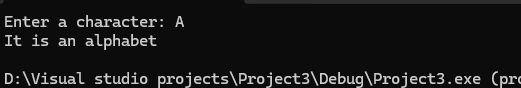 Enter a character: A
It is an alphabet
D:\Visual studio projects\Project3\Debug\Project3.exe (pro